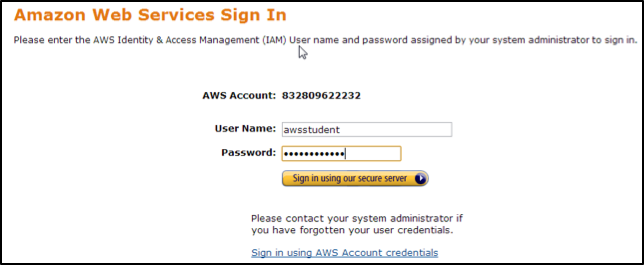 Amazon Web Services Sign In
Please enter the AWS Identity & Access Management (IAM) User name and password assigned by your system administrator to sign in.
AWS Account: 832809622232
User Name: awsstudent
Password: ••••••••••••
Sign in using our secure server
Please contact your system administrator if
you have forgotten your user credentials.
Sign in using AWS Account credentials